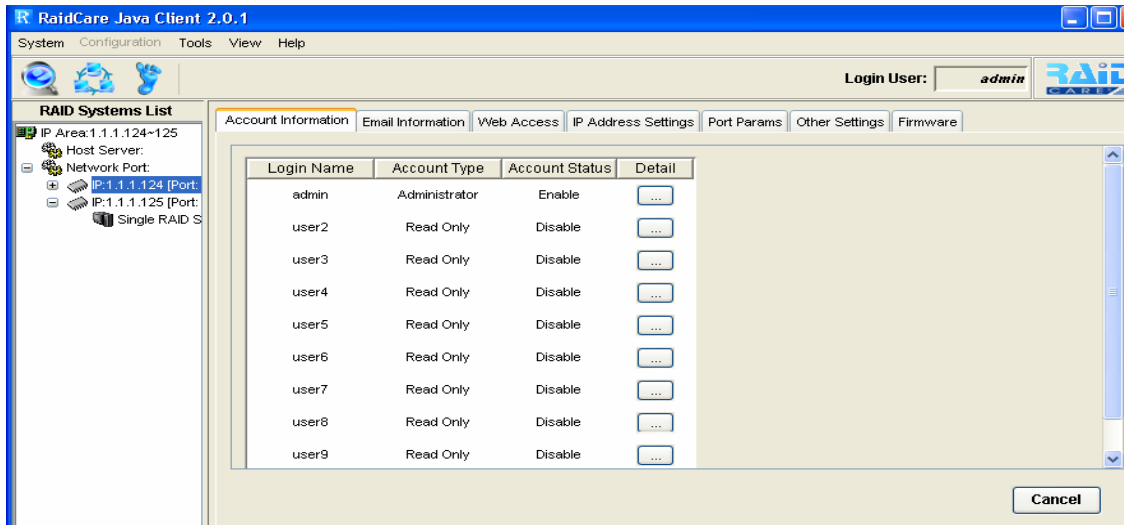 RaidCare Java Client 2.0.1
System Configuration Tools View Help
Login User: admin
RAID
CARE
RAID Systems List
IP Area:1.1.1.124~125
Host Server:
Network Port:
IP:1.1.1.124 [Port:
IP:1.1.1.125 [Port:
Single RAID S
Account Information Email Information Web Access IP Address Settings Port Params Other Settings Firmware
Login Name Account Type Account Status Detail
admin Administrator Enable ...
user2 Read Only Disable ...
user3 Read Only Disable ...
user4 Read Only Disable ...
user5 Read Only Disable ...
user6 Read Only Disable ...
user7 Read Only Disable ...
user8 Read Only Disable ...
user9 Read Only Disable ...
Cancel